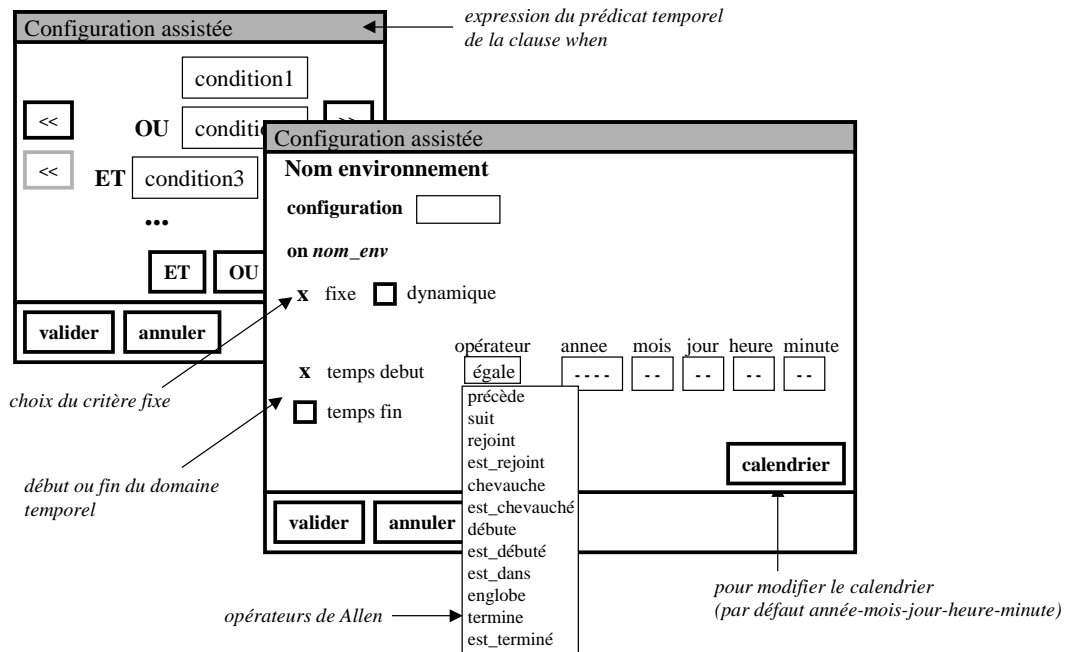 expression du prédicat temporel
de la clause when
Configuration assistée
condition1
<<
OU
>>
<<
ET condition3
...
ET OU
valider annuler
Configuration assistée
Nom environnement
configuration
on nom_env
x fixe dynamique
opérateur annee mois jour heure minute
x temps debut égale ---- -- -- -- --
temps fin
précède
suit
rejoint
est_rejoint
chevauche
est_chevauché
débute
est_débuté
est_dans
englobe
termine
est_terminé
calendrier
valider annuler
choix du critère fixe
début ou fin du domaine
temporel
opérateurs de Allen
pour modifier le calendrier
(par défaut année-mois-jour-heure-minute)